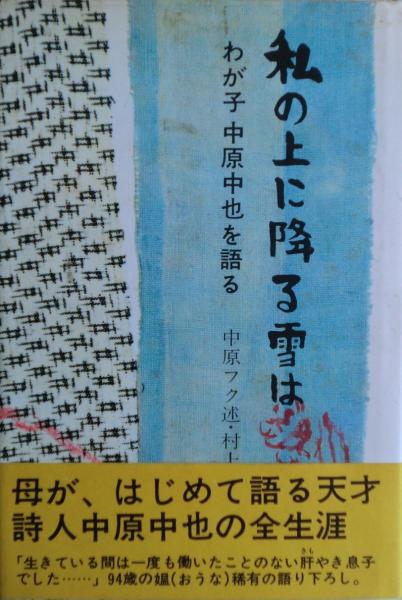 私の上に降る雪は
わが子 中原中也を語る
中原フク述・村上
母が、はじめて語る天才
詩人中原中也の全生涯
「生きている間は一度も働いたことのない肝やき息子
でした……」94歳の媼(おうな)稀有の語り下ろし。
きも